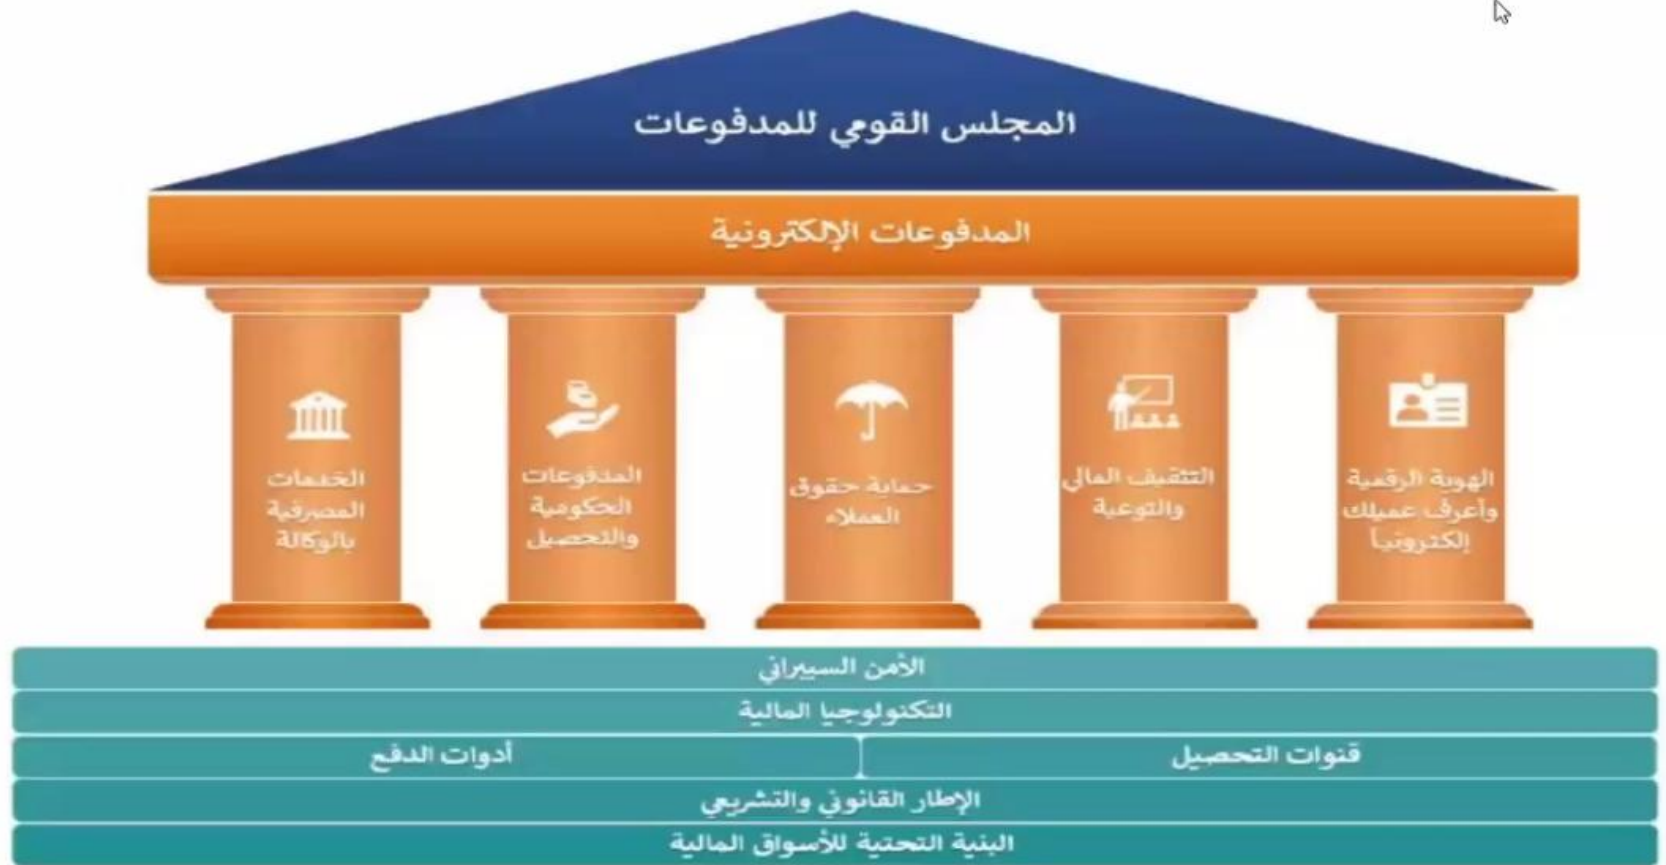 المجلس القومي للمدفوعات
المدفوعات الإلكترونية
الهوية الرقمية
وأعرف عميلك
إلكترونياً
التثقيف المالي
والتوعية
حماية حقوق
العملاء
المدفوعات
الحكومية
والتحصيل
الخدمات
المصرفية
بالوكالة
الأمن السيبراني
التكنولوجيا المالية
قنوات التحصيل
أدوات الدفع
الإطار القانوني والتشريعي
البنية التحتية للأسواق المالية